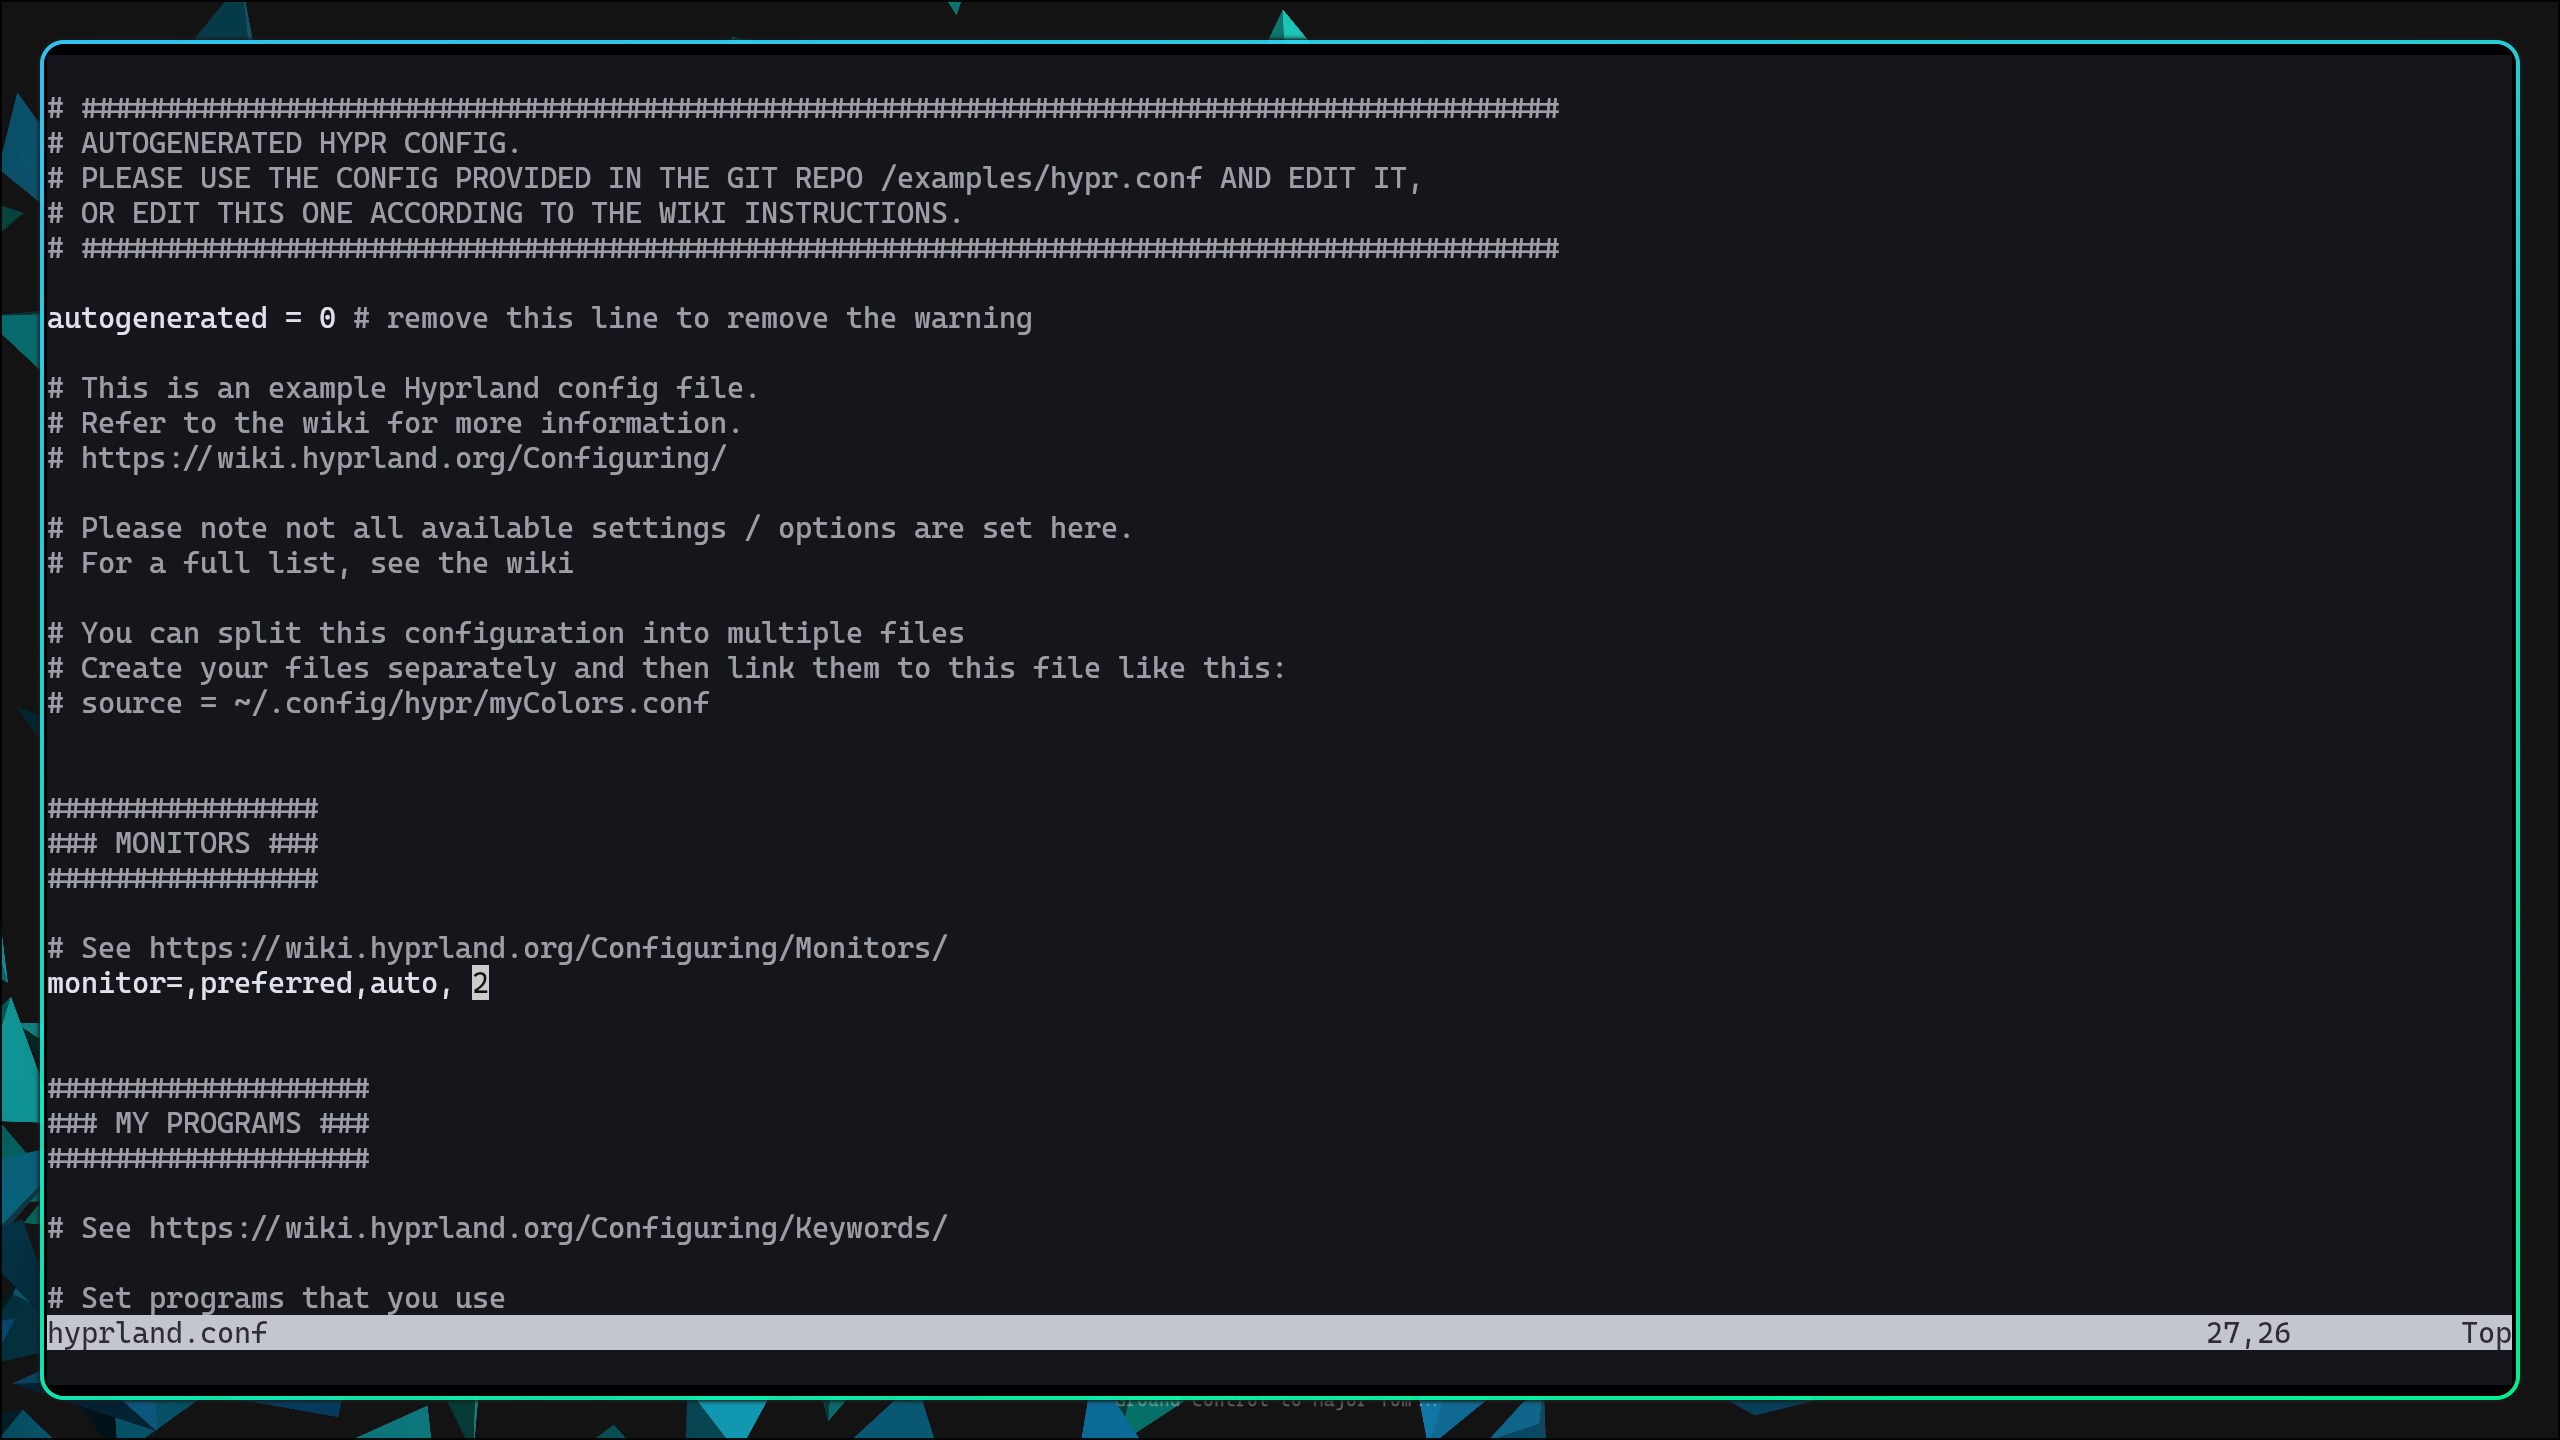 # #######################################################################################
# AUTOGENERATED HYPR CONFIG.
# PLEASE USE THE CONFIG PROVIDED IN THE GIT REPO /examples/hypr.conf AND EDIT IT,
# OR EDIT THIS ONE ACCORDING TO THE WIKI INSTRUCTIONS.
# #######################################################################################
autogenerated = 0 # remove this line to remove the warning
# This is an example Hyprland config file.
# Refer to the wiki for more information.
# https://wiki.hyprland.org/Configuring/
# Please note not all available settings / options are set here.
# For a full list, see the wiki
# You can split this configuration into multiple files
# Create your files separately and then link them to this file like this:
# source = ~/.config/hypr/myColors.conf
################
### MONITORS ###
################
# See https://wiki.hyprland.org/Configuring/Monitors/
monitor=,preferred,auto, 2
###################
### MY PROGRAMS ###
###################
# See https://wiki.hyprland.org/Configuring/Keywords/
# Set programs that you use
hyprland.conf 27,26 Top
Ground control to Major Tom...